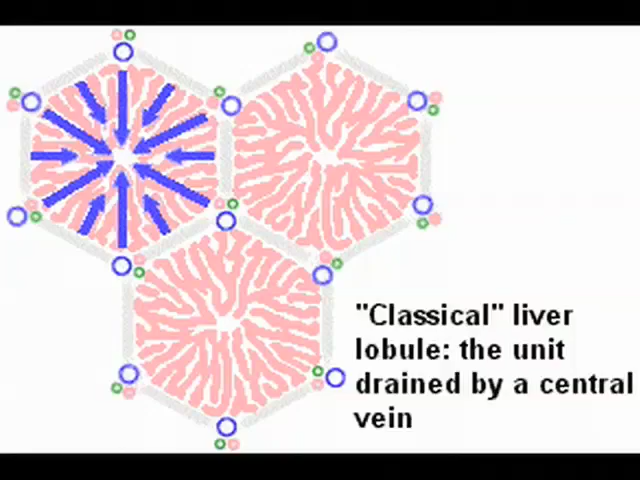 "Classical" liver
lobule: the unit
drained by a central
vein